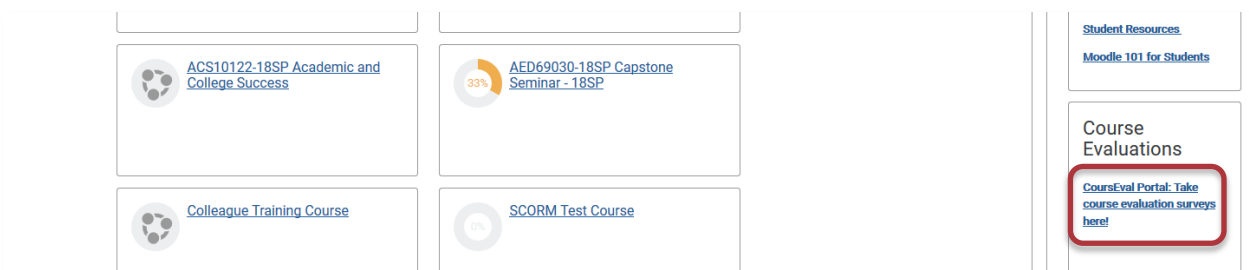 ACS10122-18SP Academic and
College Success
33%
AED69030-18SP Capstone
Seminar - 18SP
Colleague Training Course
0%
SCORM Test Course
Student Resources
Moodle 101 for Students
Course
Evaluations
CoursEval Portal: Take
course evaluation surveys
here!